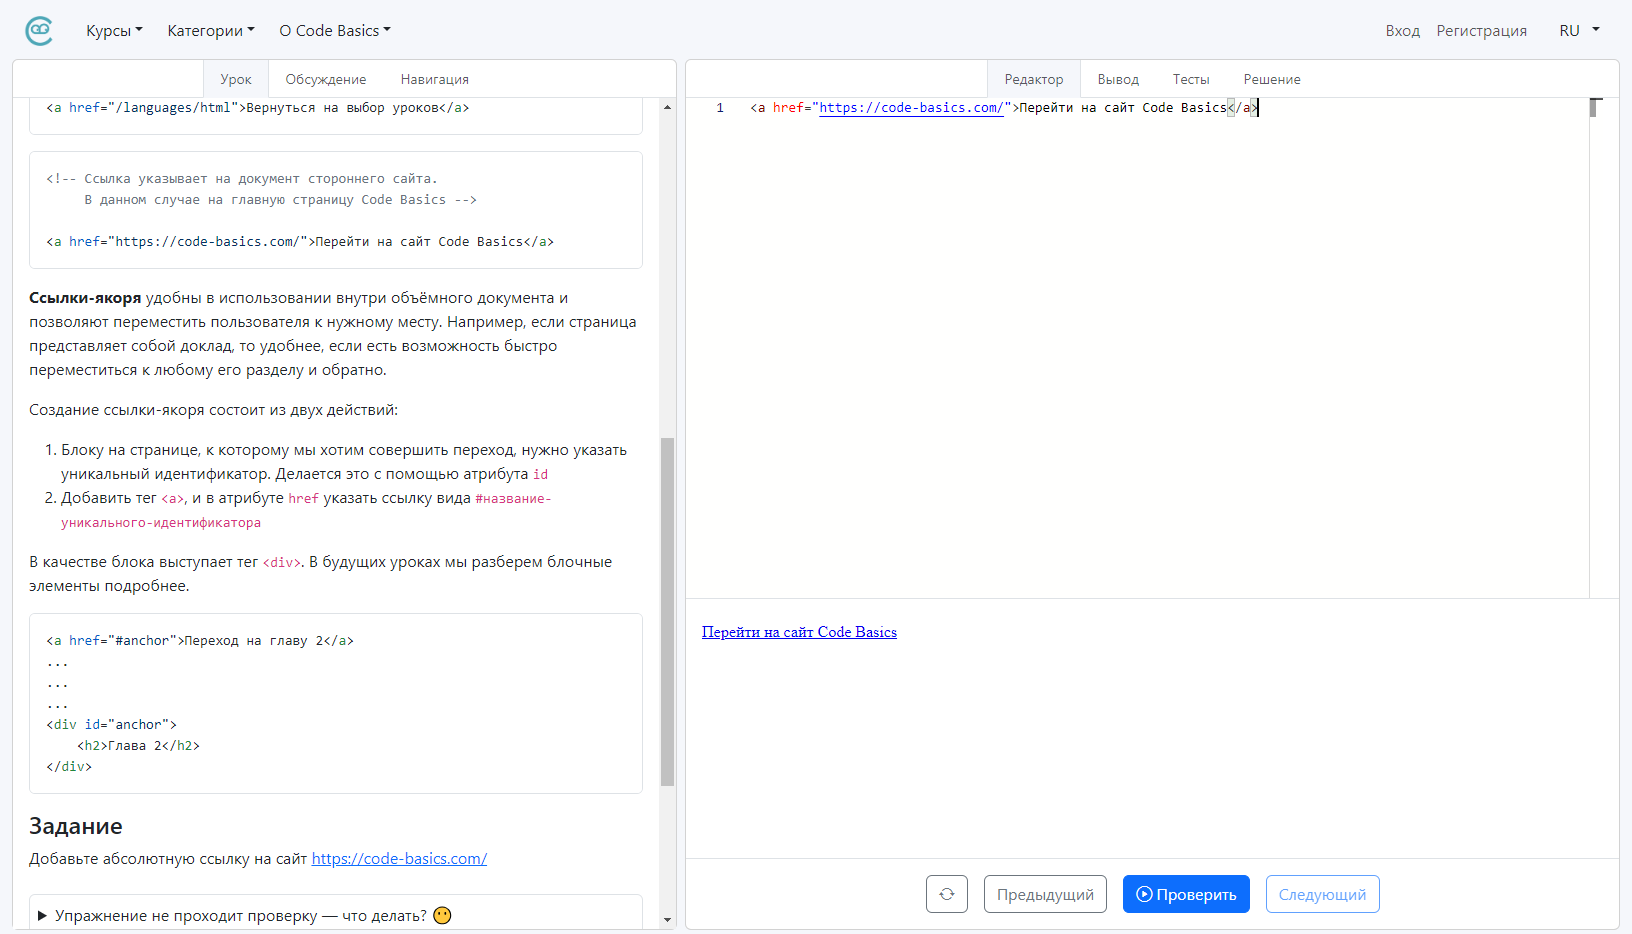 Курсы Категории О Code Basics Вход Регистрация RU
Урок Обсуждение Навигация
<a href="/languages/html">Вернуться на выбор уроков</a>
<!-- Ссылка указывает на документ стороннего сайта.
В данном случае на главную страницу Code Basics -->
<a href="https://code-basics.com/">Перейти на сайт Code Basics</a>
Ссылки-якоря удобны в использовании внутри объёмного документа и
позволяют переместить пользователя к нужному месту. Например, если страница
представляет собой доклад, то удобнее, если есть возможность быстро
переместиться к любому его разделу и обратно.
Создание ссылки-якоря состоит из двух действий:
1. Блоку на странице, к которому мы хотим совершить переход, нужно указать
уникальный идентификатор. Делается это с помощью атрибута id
2. Добавить тег <a>, и в атрибуте href указать ссылку вида #название-
уникального-идентификатора
В качестве блока выступает тег <div>. В будущих уроках мы разберем блочные
элементы подробнее.
<a href="#anchor">Переход на главу 2</a>
...
...
...
<div id="anchor">
<h2>Глава 2</h2>
</div>
Задание
Добавьте абсолютную ссылку на сайт https://code-basics.com/
Упражнение не проходит проверку — что делать? 😶
Редактор Вывод Тесты Решение
1 <a href="https://code-basics.com/">Перейти на сайт Code Basics</a>
Перейти на сайт Code Basics
Предыдущий Проверить Следующий